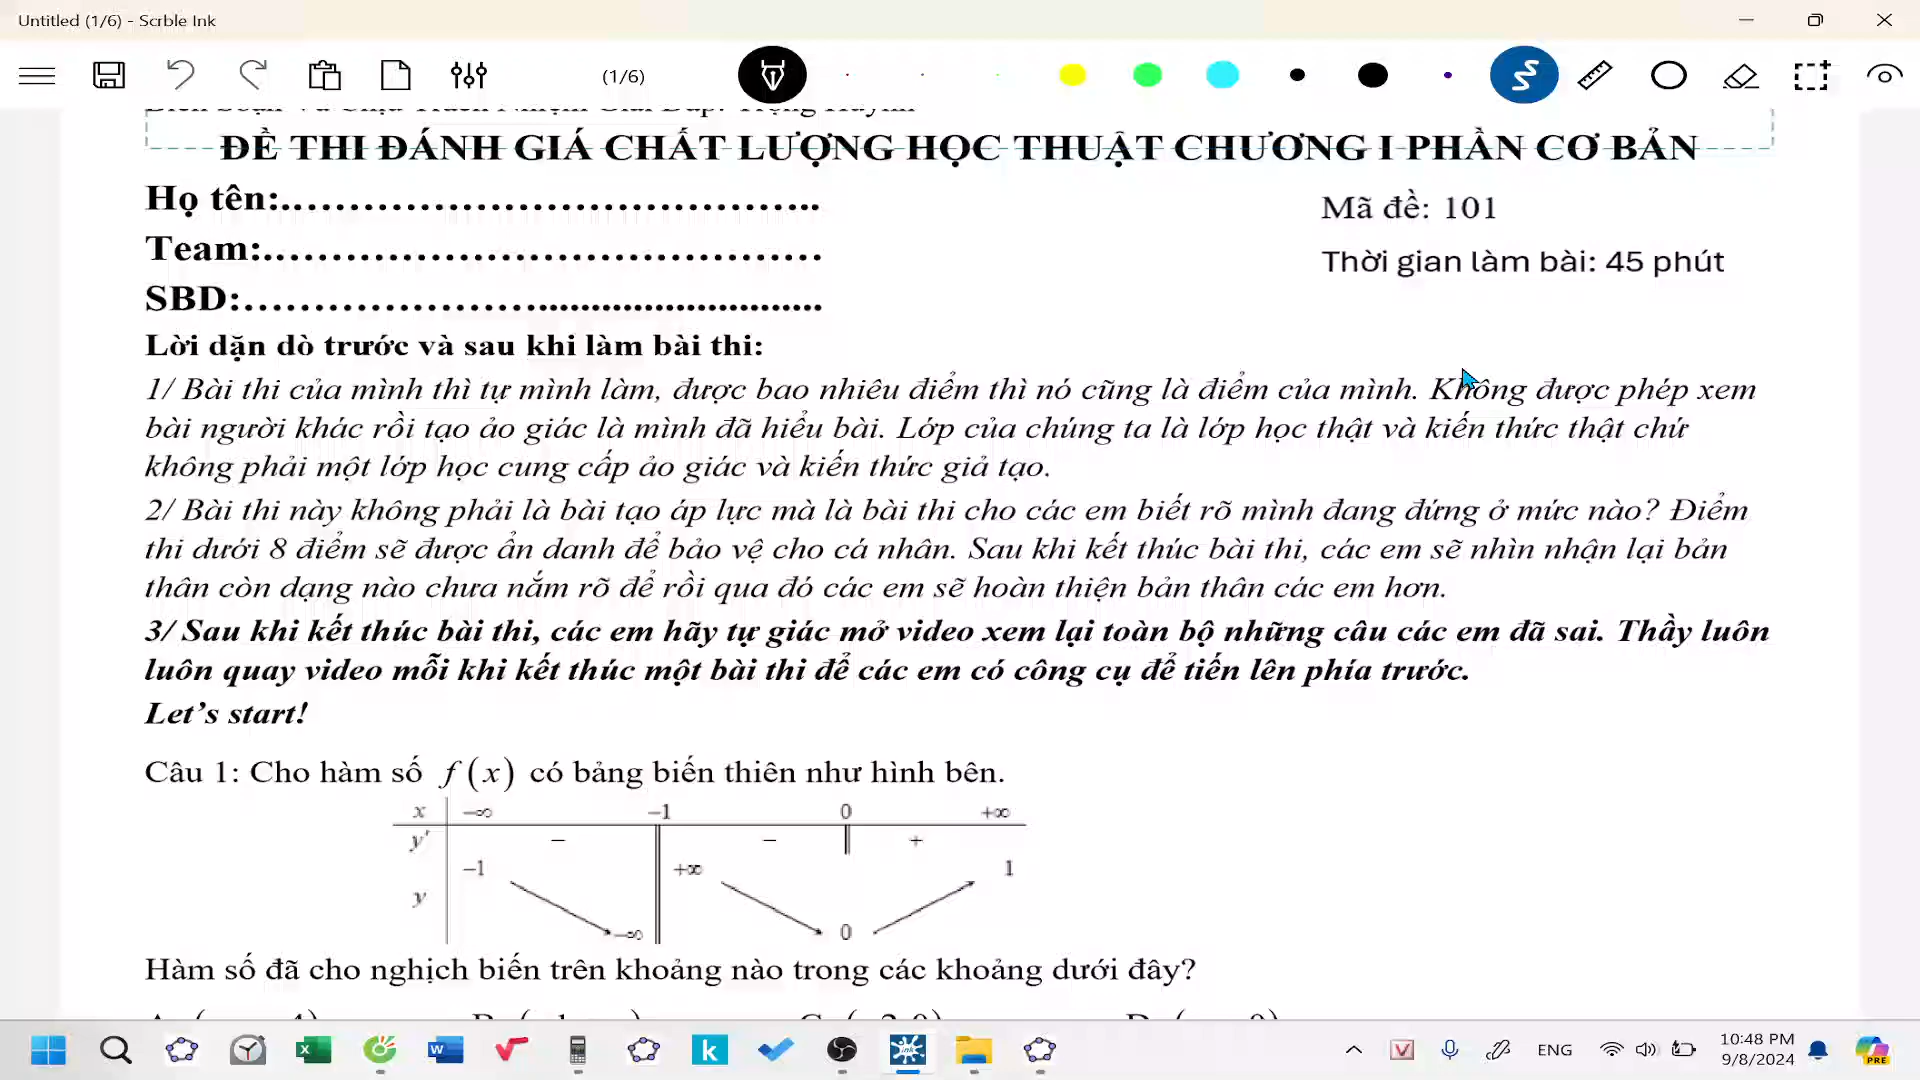 Untitled (1/6) - Scrble Ink
(1/6)
ĐỀ THI ĐÁNH GIÁ CHẤT LƯỢNG HỌC THUẬT CHƯƠNG I PHẦN CƠ BẢN
Họ tên:……………………………………..
Mã đề: 101
Team:……………………………………
Thời gian làm bài: 45 phút
SBD:……………………..........................
Lời dặn dò trước và sau khi làm bài thi:
1/ Bài thi của mình thì tự mình làm, được bao nhiêu điểm thì nó cũng là điểm của mình. Không được phép xem
bài người khác rồi tạo ảo giác là mình đã hiểu bài. Lớp của chúng ta là lớp học thật và kiến thức thật chứ
không phải một lớp học cung cấp ảo giác và kiến thức giả tạo.
2/ Bài thi này không phải là bài tạo áp lực mà là bài thi cho các em biết rõ mình đang đứng ở mức nào? Điểm
thi dưới 8 điểm sẽ được ẩn danh để bảo vệ cho cá nhân. Sau khi kết thúc bài thi, các em sẽ nhìn nhận lại bản
thân còn dạng nào chưa nắm rõ để rồi qua đó các em sẽ hoàn thiện bản thân các em hơn.
3/ Sau khi kết thúc bài thi, các em hãy tự giác mở video xem lại toàn bộ những câu các em đã sai. Thầy luôn
luôn quay video mỗi khi kết thúc một bài thi để các em có công cụ để tiến lên phía trước.
Let’s start!
Câu 1: Cho hàm số f(x) có bảng biến thiên như hình bên.
x −∞ −1 0 +∞
y' − − +
−1 +∞ 1
y
−∞ 0
Hàm số đã cho nghịch biến trên khoảng nào trong các khoảng dưới đây?
ENG
10:48 PM
9/8/2024